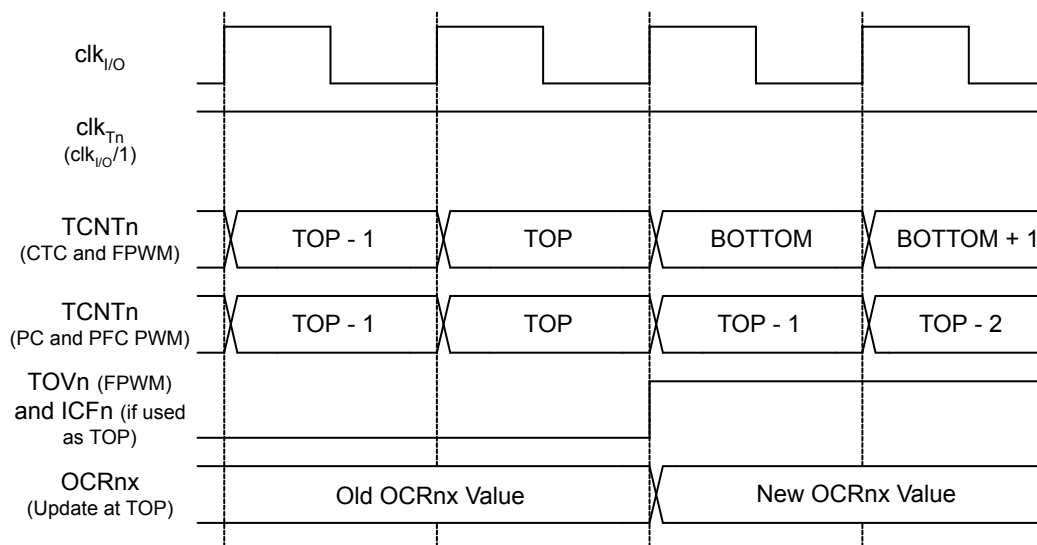 clkI/O
clkTn
(clkI/O/1)
TCNTn
(CTC and FPWM)
TOP - 1
TOP
BOTTOM
BOTTOM + 1
TCNTn
(PC and PFC PWM)
TOP - 1
TOP
TOP - 1
TOP - 2
TOVn (FPWM)
and ICFn (if used
as TOP)
OCRnx
(Update at TOP)
Old OCRnx Value
New OCRnx Value